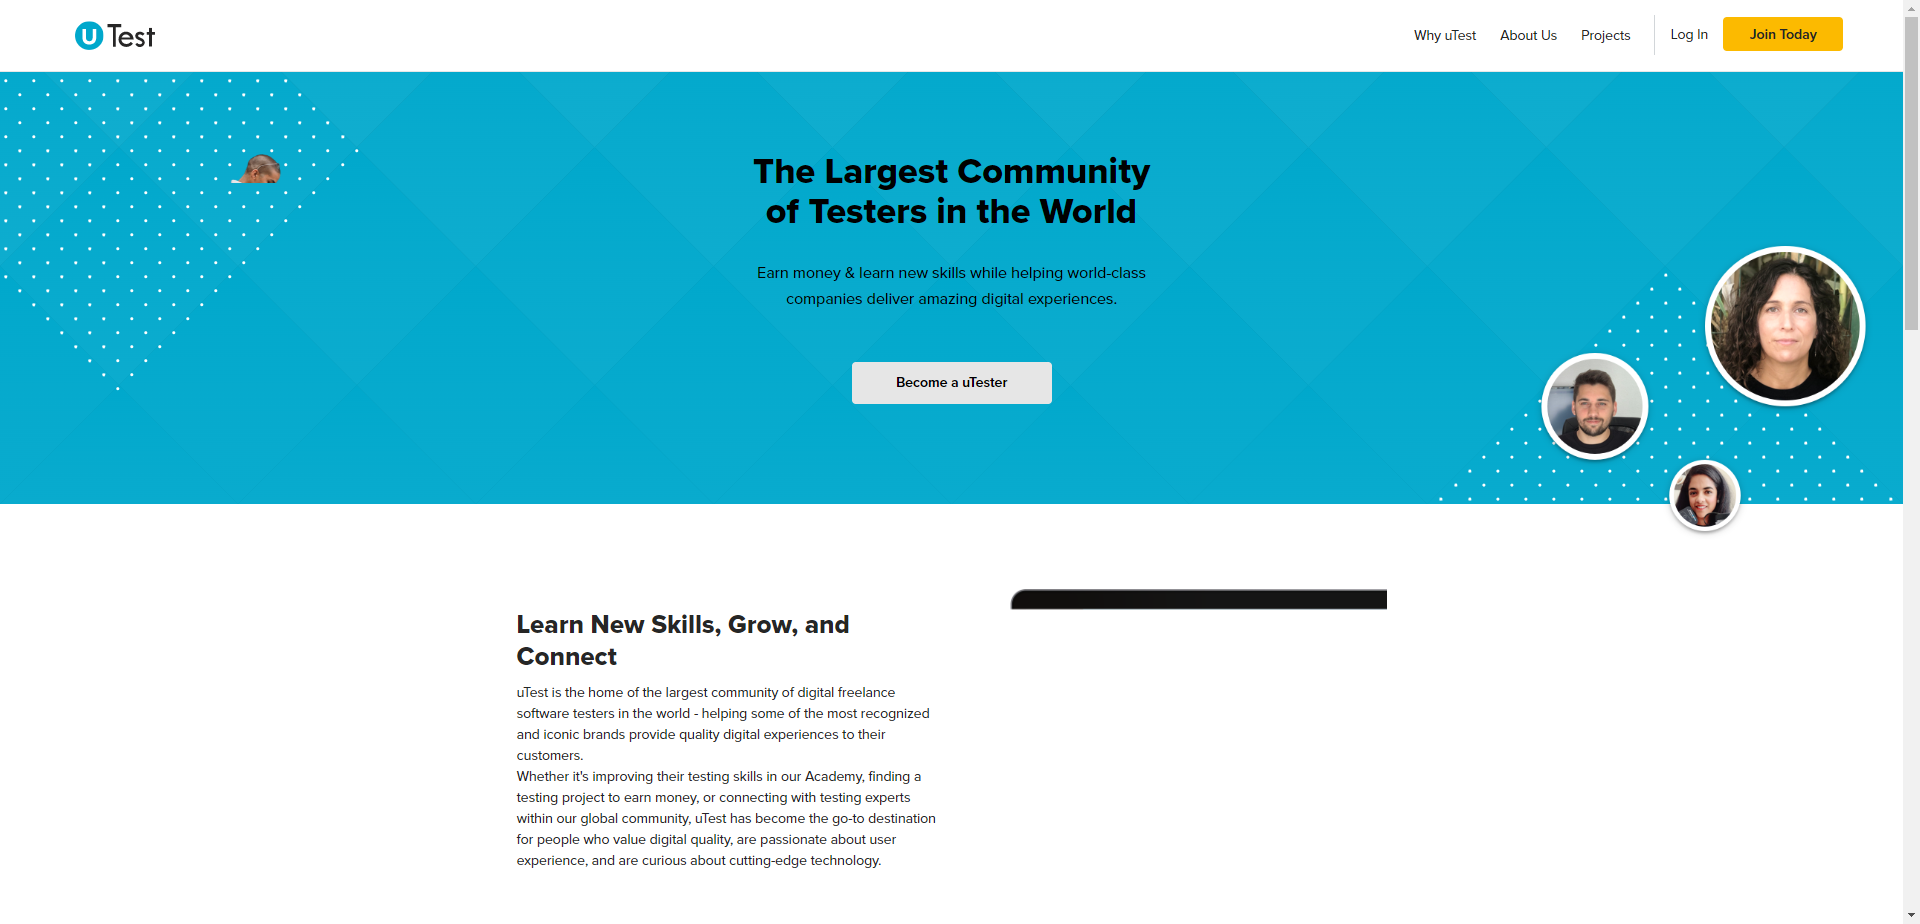 uTest
Why uTest
About Us
Projects
Log In
Join Today
The Largest Community
of Testers in the World
Earn money & learn new skills while helping world-class
companies deliver amazing digital experiences.
Become a uTester
Learn New Skills, Grow, and
Connect
uTest is the home of the largest community of digital freelance
software testers in the world - helping some of the most recognized
and iconic brands provide quality digital experiences to their
customers.
Whether it's improving their testing skills in our Academy, finding a
testing project to earn money, or connecting with testing experts
within our global community, uTest has become the go-to destination
for people who value digital quality, are passionate about user
experience, and are curious about cutting-edge technology.